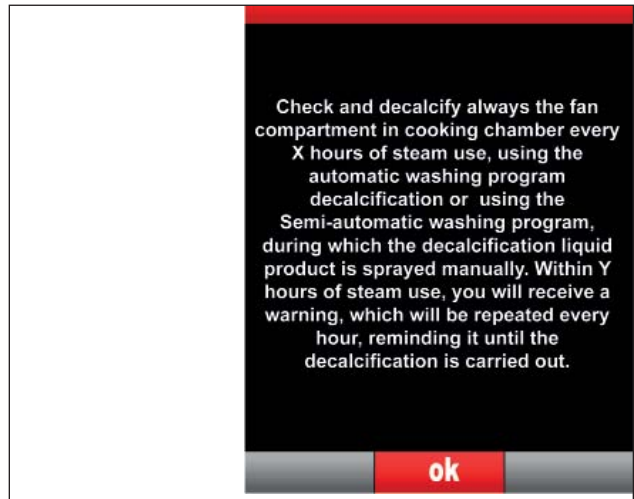 Check and decalcify always the fan
compartment in cooking chamber every
X hours of steam use, using the
automatic washing program
decalcification or using the
Semi-automatic washing program,
during which the decalcification liquid
product is sprayed manually. Within Y
hours of steam use, you will receive a
warning, which will be repeated every
hour, reminding it until the
decalcification is carried out.
ok